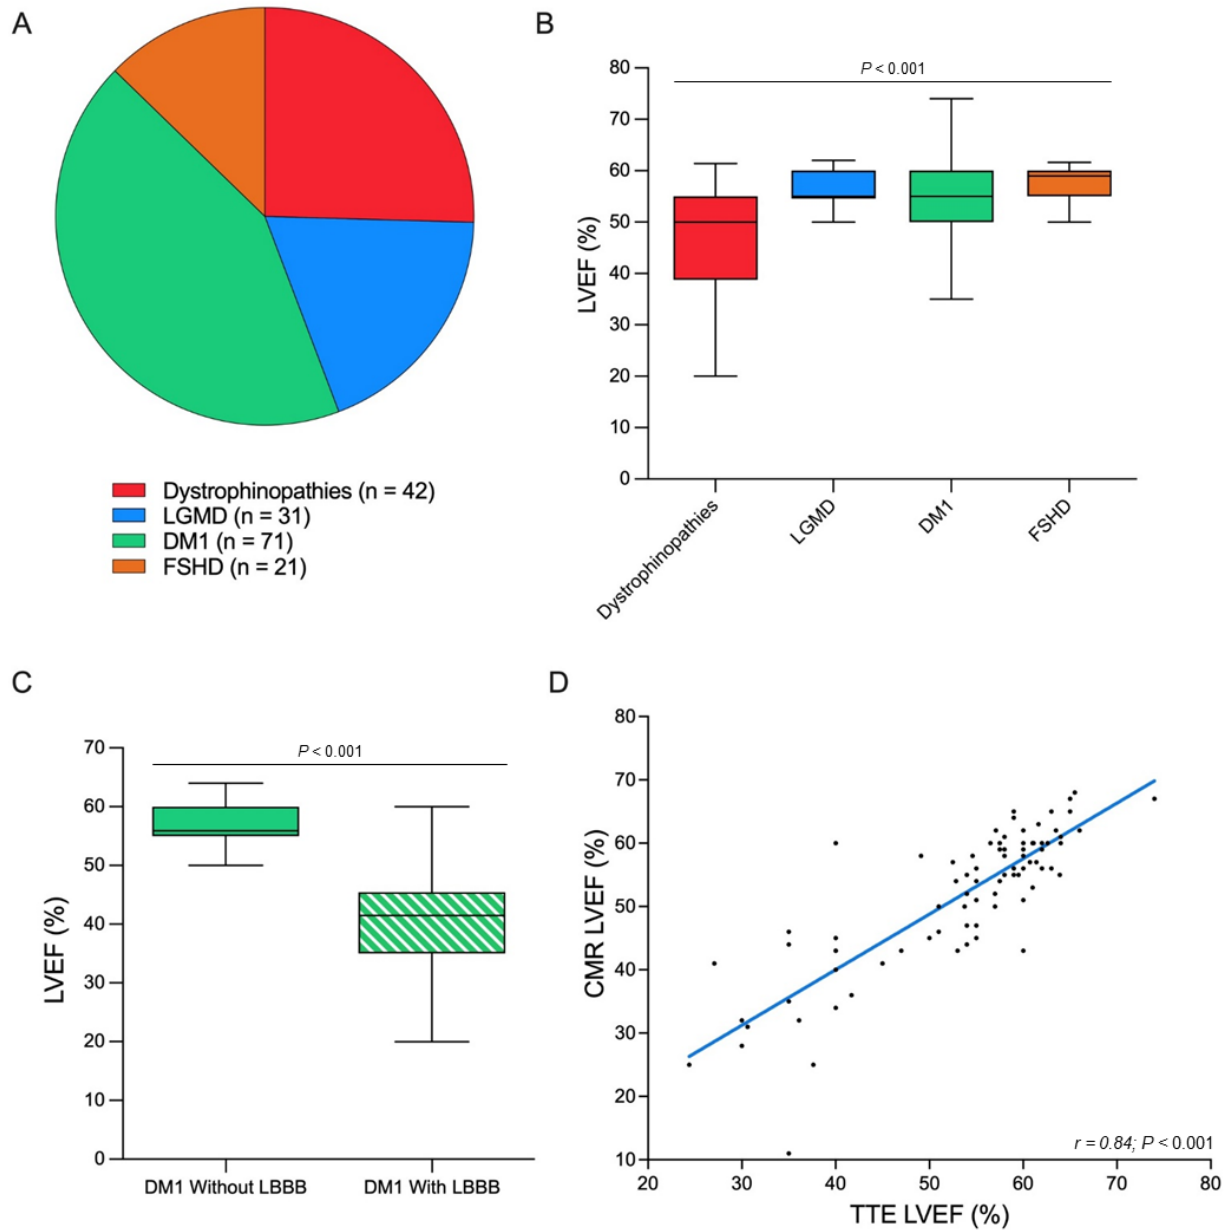 A
Dystrophinopathies (n = 42)
LGMD (n = 31)
DM1 (n = 71)
FSHD (n = 21)
B
P < 0.001
80
70
60
50
40
30
20
10
0
LVEF (%)
Dystrophinopathies
LGMD
DM1
FSHD
C
P < 0.001
70
60
50
40
30
20
10
0
LVEF (%)
DM1 Without LBBB
DM1 With LBBB
D
80
70
60
50
40
30
20
10
CMR LVEF (%)
r = 0.84; P < 0.001
20 30 40 50 60 70 80
TTE LVEF (%)